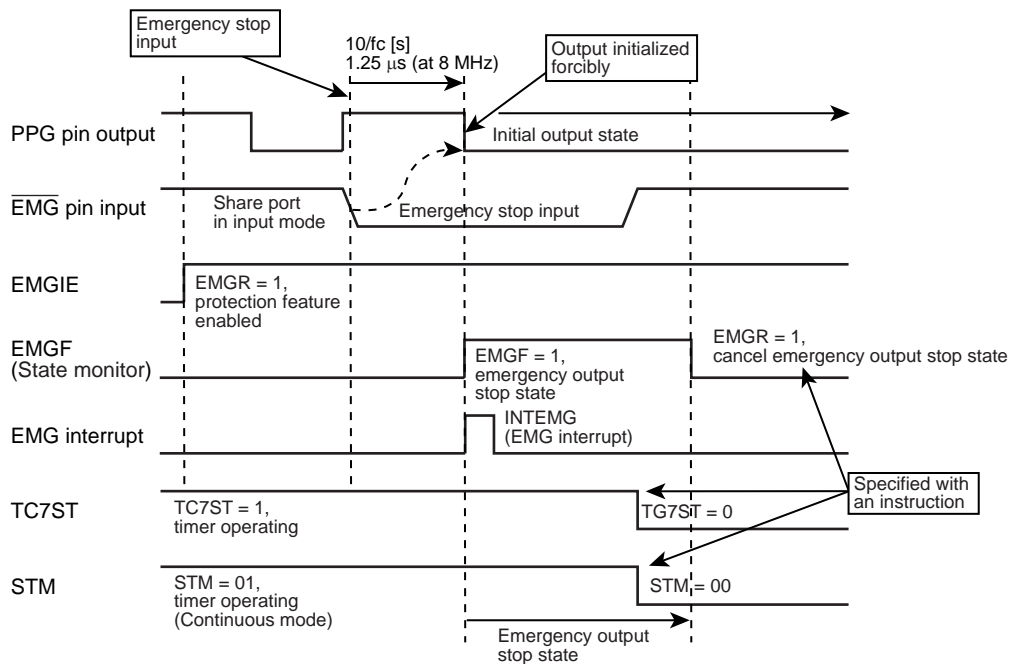 Emergency stop
input
10/fc [s]
1.25 μs (at 8 MHz)
Output initialized
forcibly
PPG pin output
Initial output state
EMG pin input
Share port
in input mode
Emergency stop input
EMGIE
EMGR = 1,
protection feature
enabled
EMGF
(State monitor)
EMGF = 1,
emergency output
stop state
EMGR = 1,
cancel emergency output stop state
EMG interrupt
INTEMG
(EMG interrupt)
Specified with
an instruction
TC7ST
TC7ST = 1,
timer operating
TG7ST = 0
STM
STM = 01,
timer operating
(Continuous mode)
STM = 00
Emergency output
stop state